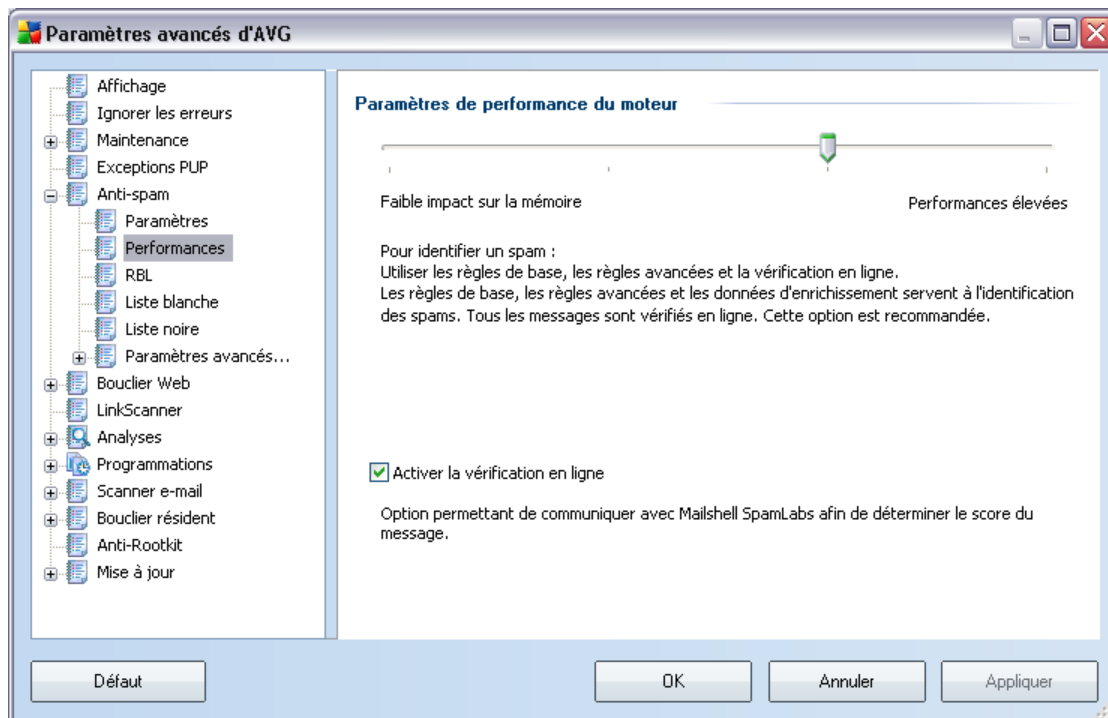 Paramètres avancés d'AVG
Affichage
Ignorer les erreurs
Maintenance
Exceptions PUP
Anti-spam
Paramètres
Performances
RBL
Liste blanche
Liste noire
Paramètres avancés...
Bouclier Web
LinkScanner
Analyses
Programmations
Scanner e-mail
Bouclier résident
Anti-Rootkit
Mise à jour
Paramètres de performance du moteur
Faible impact sur la mémoire
Performances élevées
Pour identifier un spam :
Utiliser les règles de base, les règles avancées et la vérification en ligne.
Les règles de base, les règles avancées et les données d'enrichissement servent à l'identification
des spams. Tous les messages sont vérifiés en ligne. Cette option est recommandée.
Activer la vérification en ligne
Option permettant de communiquer avec Mailshell SpamLabs afin de déterminer le score du
message.
Défaut
OK
Annuler
Appliquer